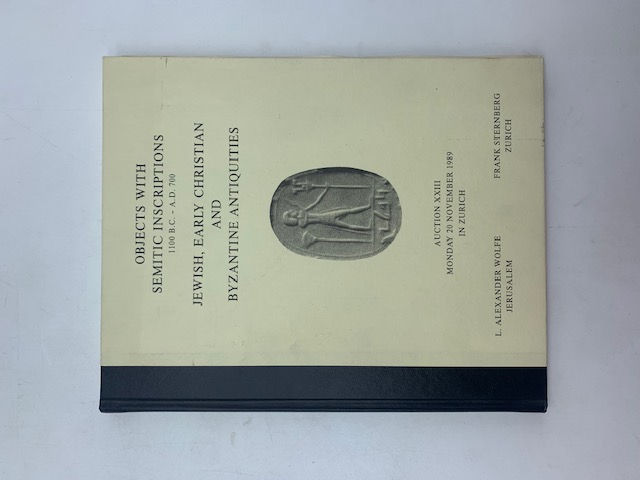 OBJECTS WITH
SEMITIC INSCRIPTIONS
1100 B.C. – A.D. 700
JEWISH, EARLY CHRISTIAN
AND
BYZANTINE ANTIQUITIES
AUCTION XXIII
MONDAY 20 NOVEMBER 1989
IN ZURICH
L. ALEXANDER WOLFE
JERUSALEM
FRANK STERNBERG
ZURICH